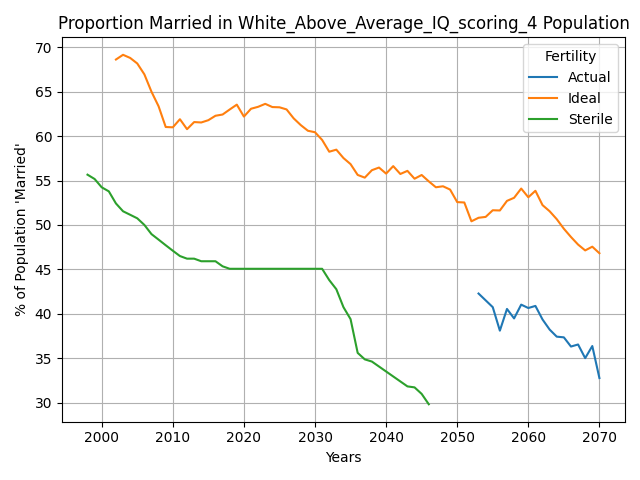 Proportion Married in White_Above_Average_IQ_scoring_4 Population
Fertility
Actual
Ideal
Sterile
% of Population 'Married'
70
65
60
55
50
45
40
35
30
2000 2010 2020 2030 2040 2050 2060 2070
Years